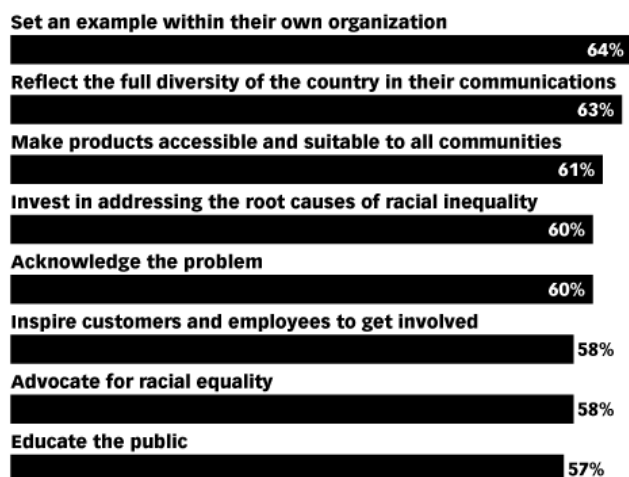 Set an example within their own organization
64%
Reflect the full diversity of the country in their communications
63%
Make products accessible and suitable to all communities
61%
Invest in addressing the root causes of racial inequality
60%
Acknowledge the problem
60%
Inspire customers and employees to get involved
58%
Advocate for racial equality
58%
Educate the public
57%